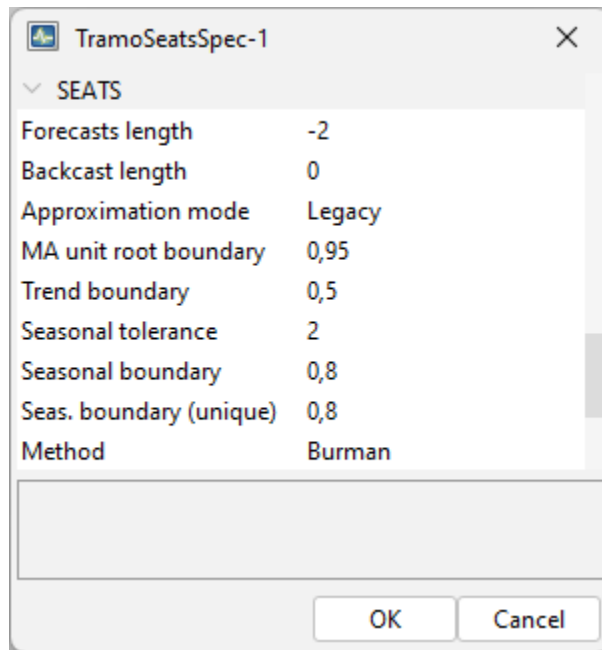 TramoSeatsSpec-1
SEATS
Forecasts length -2
Backcast length 0
Approximation mode Legacy
MA unit root boundary 0,95
Trend boundary 0,5
Seasonal tolerance 2
Seasonal boundary 0,8
Seas. boundary (unique) 0,8
Method Burman
OK Cancel